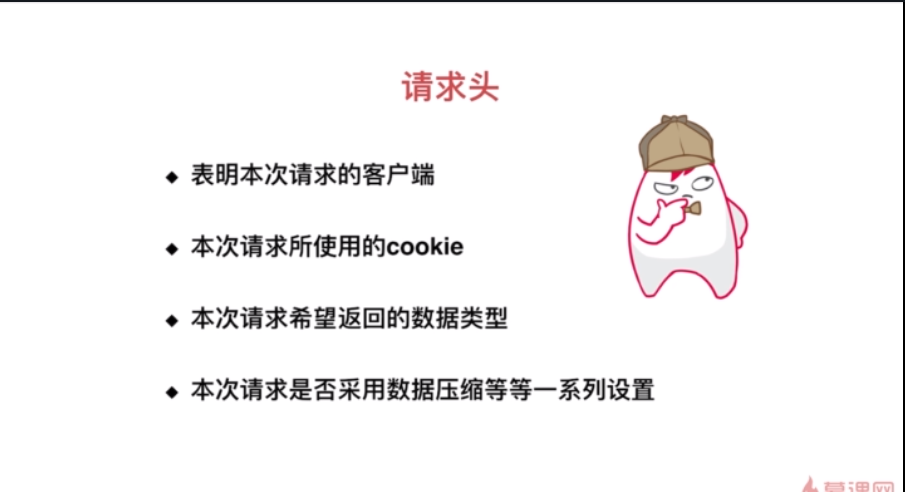 请求头
表明本次请求的客户端
本次请求所使用的cookie
本次请求希望返回的数据类型
本次请求是否采用数据压缩等等一系列设置
慕课网